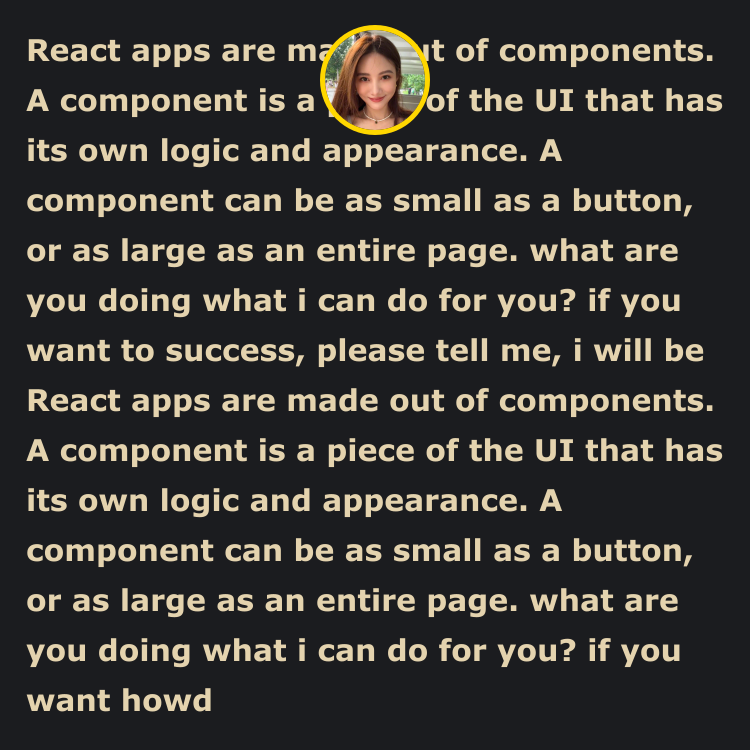 React apps are ma ut of components.
A component is a of the UI that has
its own logic and appearance. A
component can be as small as a button,
or as large as an entire page. what are
you doing what i can do for you? if you
want to success, please tell me, i will be
React apps are made out of components.
A component is a piece of the UI that has
its own logic and appearance. A
component can be as small as a button,
or as large as an entire page. what are
you doing what i can do for you? if you
want howd